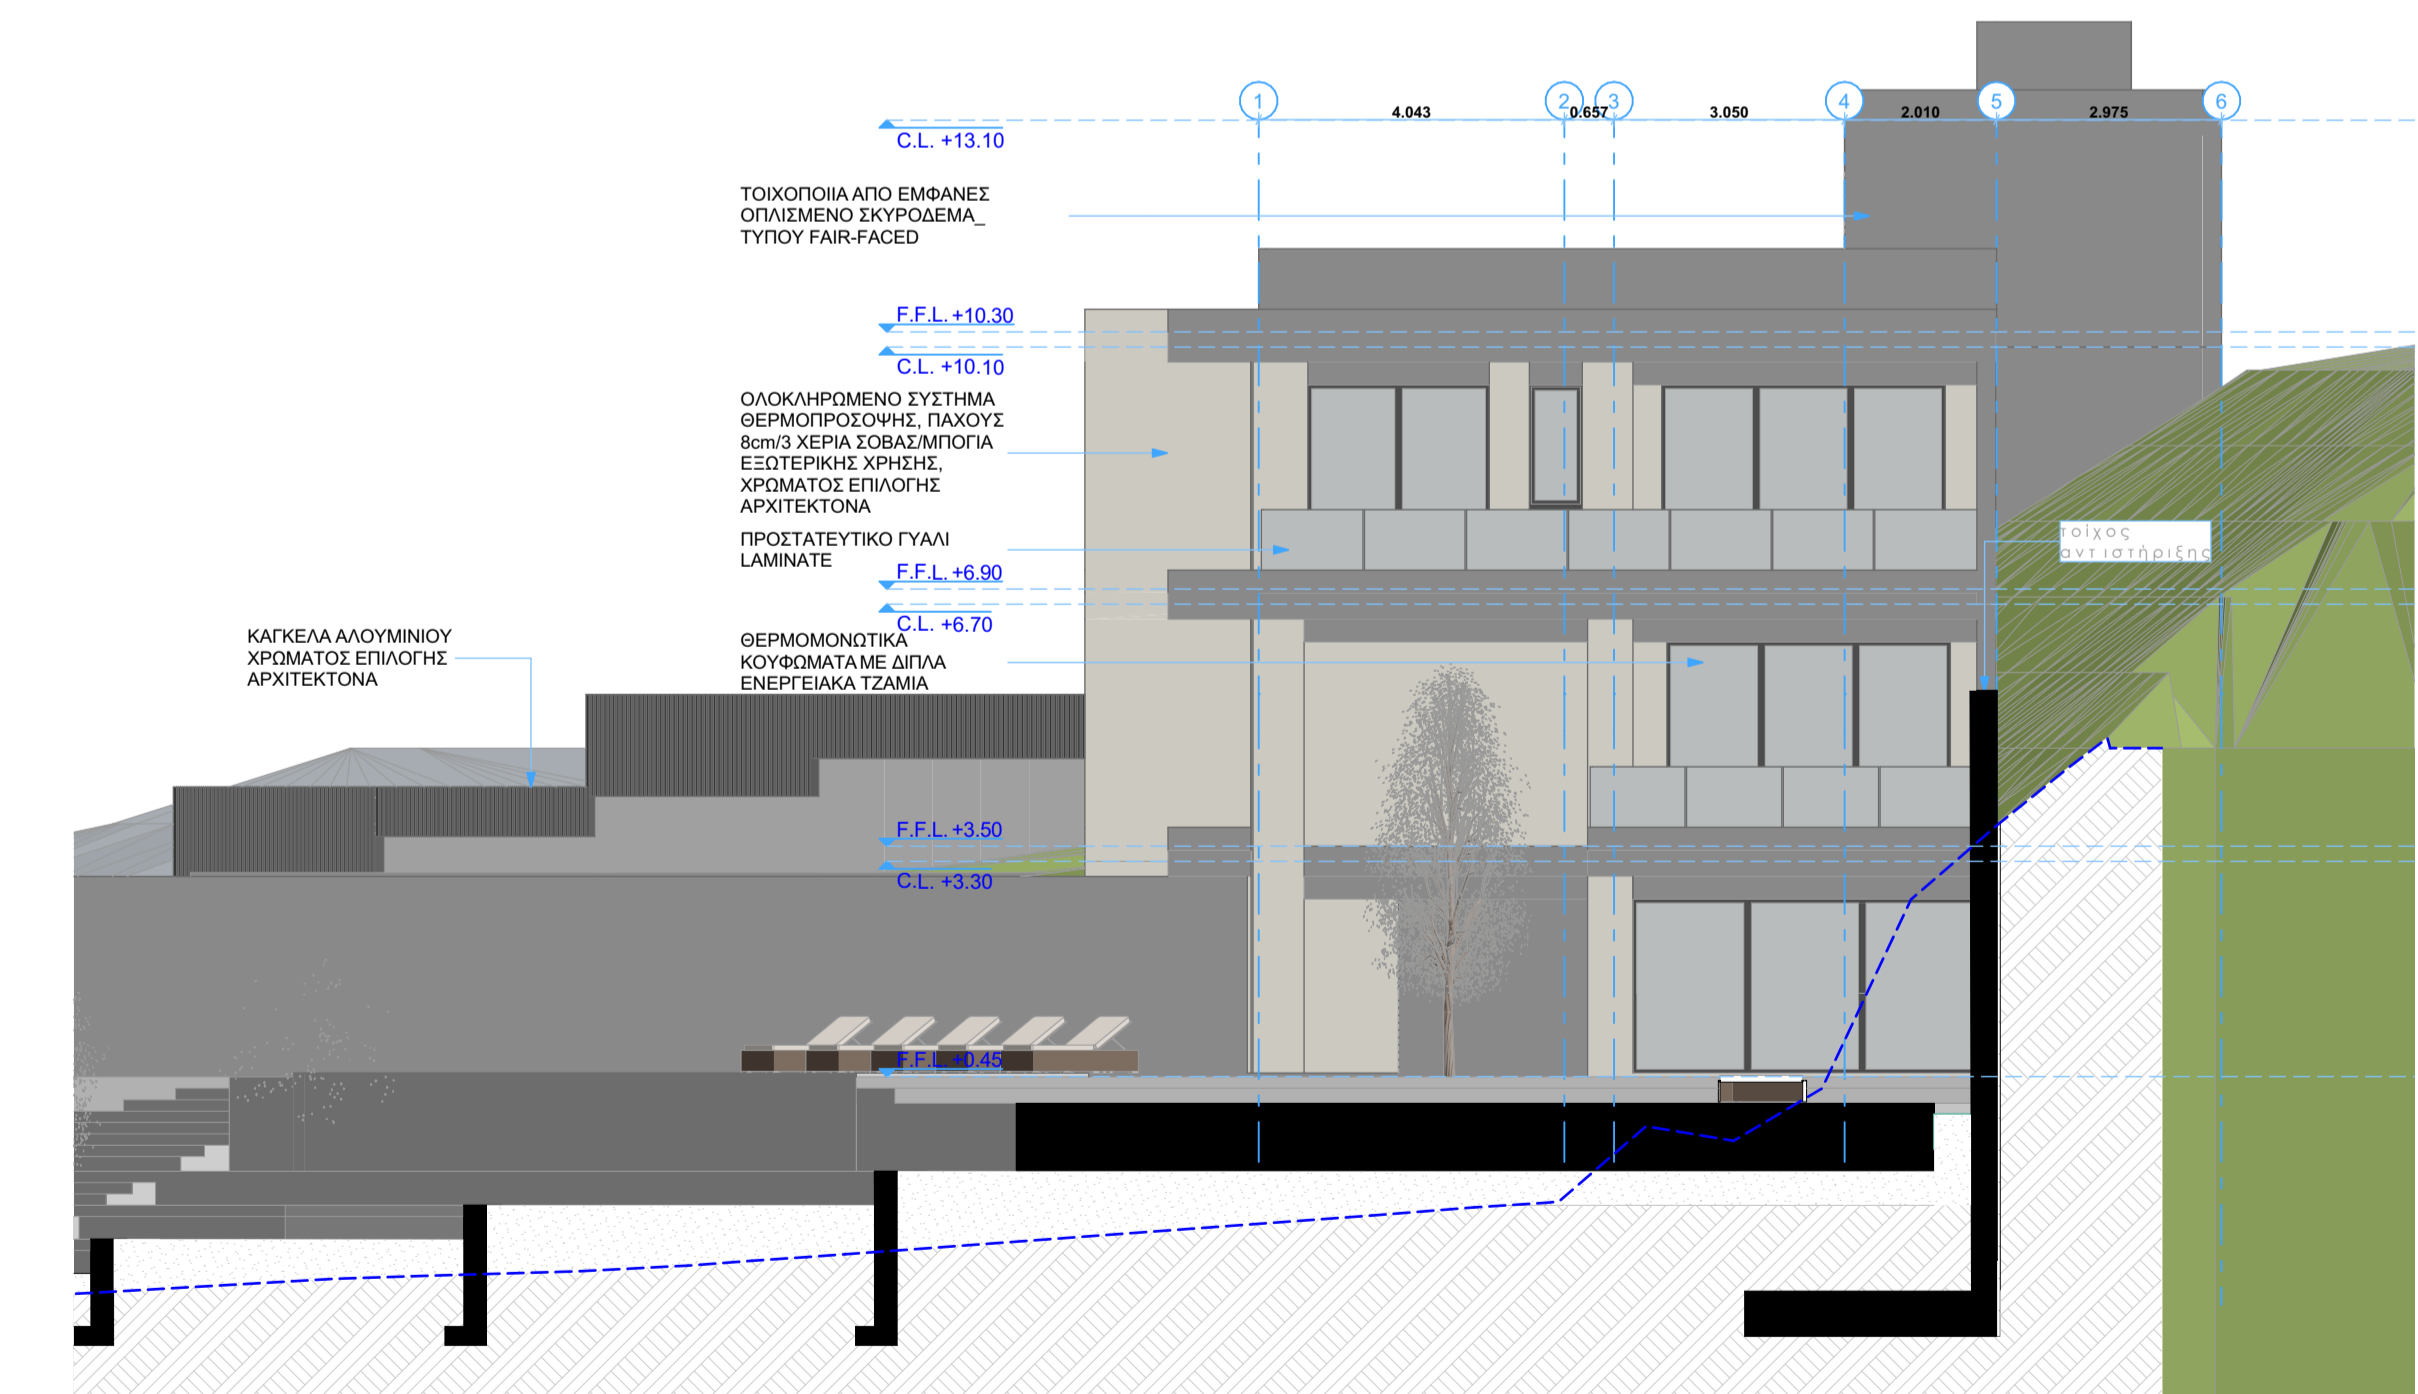 1 2 3 4 5 6
4.043 0.657 3.050 2.010 2.975
C.L. +13.10
ΤΟΙΧΟΠΟΙΙΑ ΑΠΟ ΕΜΦΑΝΕΣ
ΟΠΛΙΣΜΕΝΟ ΣΚΥΡΟΔΕΜΑ_
ΤΥΠΟΥ FAIR-FACED
F.F.L. +10.30
C.L. +10.10
ΟΛΟΚΛΗΡΩΜΕΝΟ ΣΥΣΤΗΜΑ
ΘΕΡΜΟΠΡΟΣΟΨΗΣ, ΠΑΧΟΥΣ
8cm/3 ΧΕΡΙΑ ΣΟΒΑΣ/ΜΠΟΓΙΑ
ΕΞΩΤΕΡΙΚΗΣ ΧΡΗΣΗΣ,
ΧΡΩΜΑΤΟΣ ΕΠΙΛΟΓΗΣ
ΑΡΧΙΤΕΚΤΟΝΑ
ΠΡΟΣΤΑΤΕΥΤΙΚΟ ΓΥΑΛΙ
LAMINATE
τοίχος
αντιστήριξης
F.F.L. +6.90
C.L. +6.70
ΚΑΓΚΕΛΑ ΑΛΟΥΜΙΝΙΟΥ
ΧΡΩΜΑΤΟΣ ΕΠΙΛΟΓΗΣ
ΑΡΧΙΤΕΚΤΟΝΑ
ΘΕΡΜΟΜΟΝΩΤΙΚΑ
ΚΟΥΦΩΜΑΤΑ ΜΕ ΔΙΠΛΑ
ΕΝΕΡΓΕΙΑΚΑ ΤΖΑΜΙΑ
F.F.L. +3.50
C.L. +3.30
F.F.L. +0.45